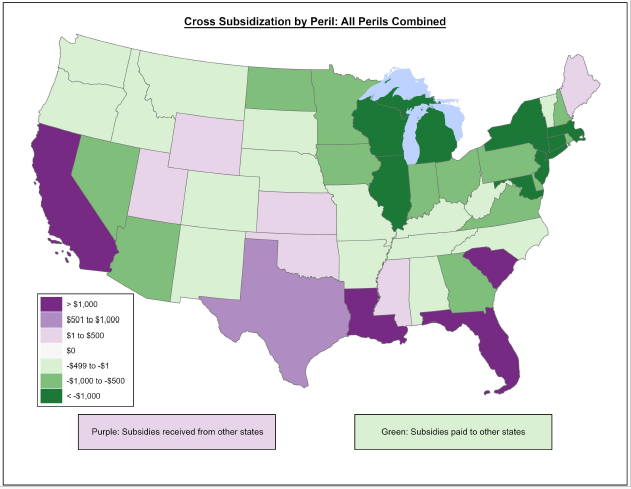 Cross Subsidization by Peril: All Perils Combined
> $1,000
$501 to $1,000
$1 to $500
$0
-$499 to -$1
-$1,000 to -$500
< -$1,000
Purple: Subsidies received from other states
Green: Subsidies paid to other states